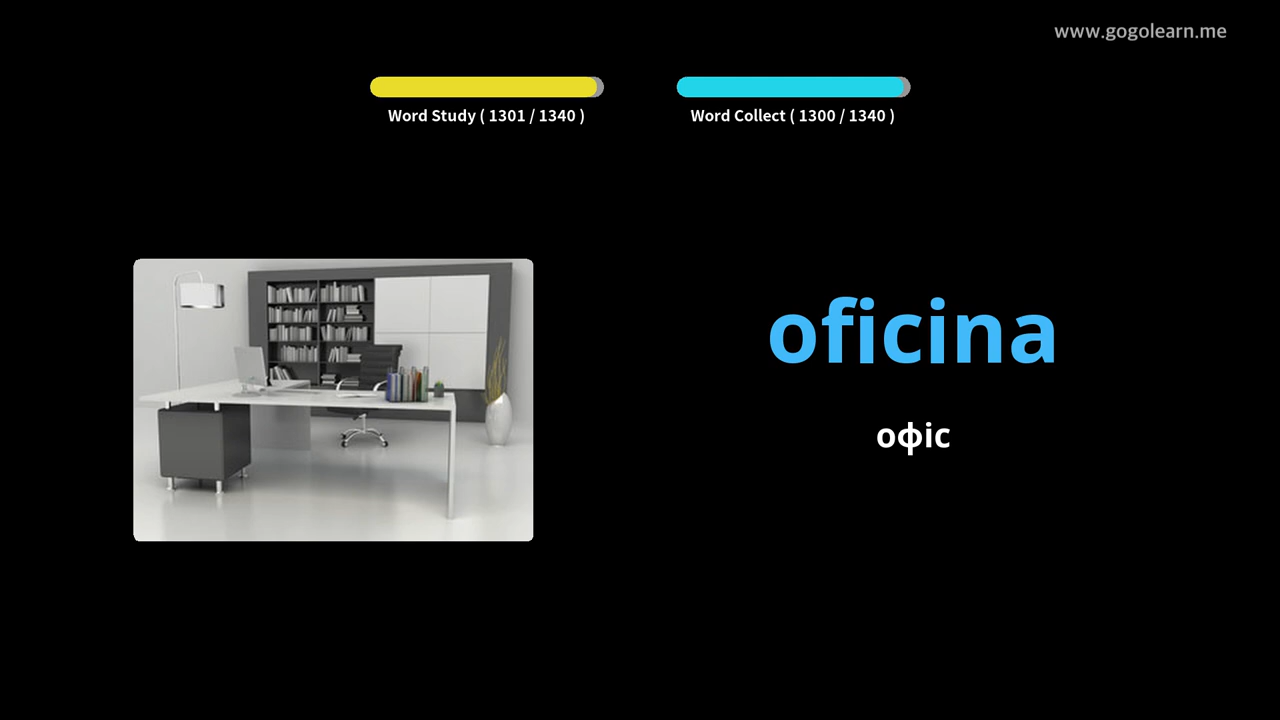 www.gogolearn.me
Word Study ( 1301 / 1340 )
Word Collect ( 1300 / 1340 )
oficina
офіс